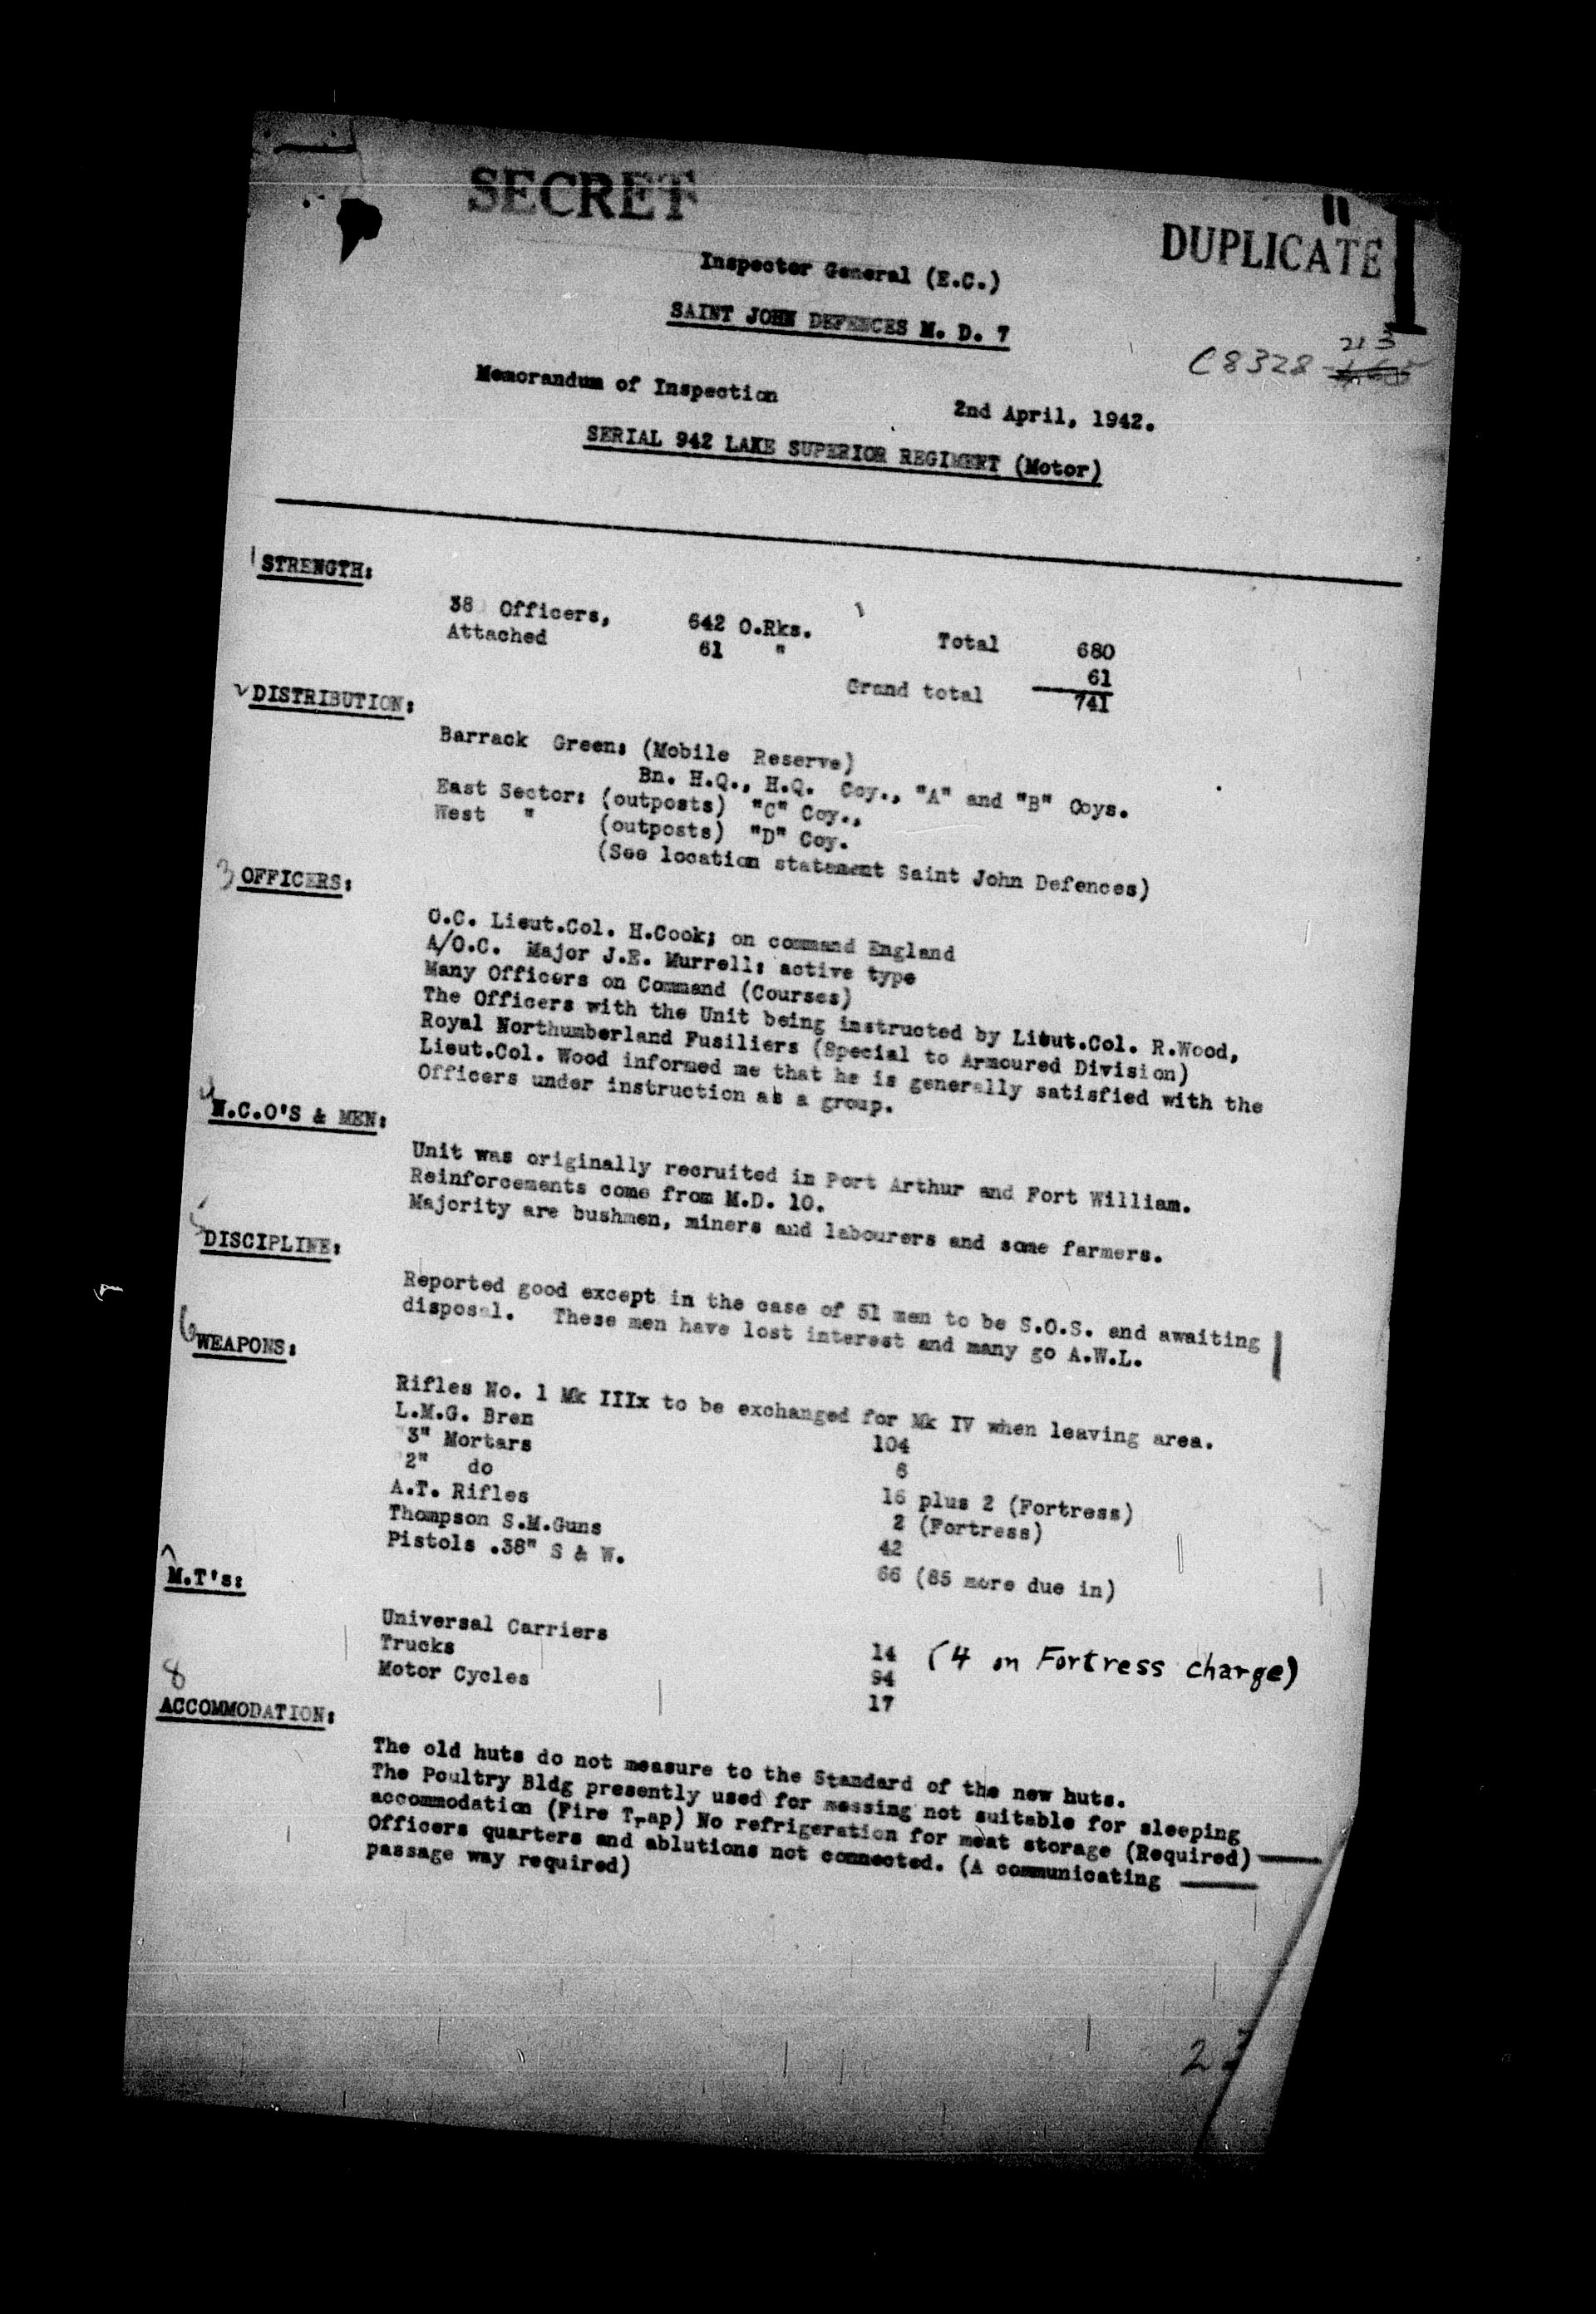 SECRET
DUPLICATE
Inspector General (E.C.)
SAINT JOHN DEFENCES M. D. 7
213
C8328
Memorandum of Inspection 2nd April, 1942.
SERIAL 942 LAKE SUPERIOR REGIMENT (Motor)
1 STRENGTH:
38 Officers, 642 O.Rks. Total 680
Attached 61 " 61
Grand total 741
2 DISTRIBUTION:
Barrack Green: (Mobile Reserve)
Bn. H.Q., H.Q. Coy., "A" and "B" Coys.
East Sector: (outposts) "C" Coy.,
West " (outposts) "D" Coy.
(See location statement Saint John Defences)
3 OFFICERS:
O.C. Lieut.Col. H.Cook; on command England
A/O.C. Major J.E. Murrell: active type
Many Officers on Command (Courses)
The Officers with the Unit being instructed by Lieut.Col. R.Wood,
Royal Northumberland Fusiliers (Special to Armoured Division)
Lieut.Col. Wood informed me that he is generally satisfied with the
Officers under instruction as a group.
4 N.C.O'S & MEN:
Unit was originally recruited in Port Arthur and Fort William.
Reinforcements come from M.D. 10.
Majority are bushmen, miners and labourers and some farmers.
5 DISCIPLINE:
Reported good except in the case of 51 men to be S.O.S. and awaiting
disposal. These men have lost interest and many go A.W.L.
6 WEAPONS:
Rifles No. 1 Mk IIIx to be exchanged for Mk IV when leaving area.
L.M.G. Bren 104
3" Mortars 6
2" do 16 plus 2 (Fortress)
A.T. Rifles 2 (Fortress)
Thompson S.M.Guns 42
Pistols .38" S & W. 66 (85 more due in)
M.T's:
Universal Carriers 14 (4 on Fortress charge)
Trucks 94
Motor Cycles 17
8
ACCOMMODATION:
The old huts do not measure to the Standard of the new huts.
The Poultry Bldg presently used for messing not suitable for sleeping
accommodation (Fire Trap) No refrigeration for meat storage (Required)
Officers quarters and ablutions not connected. (A communicating
passage way required)